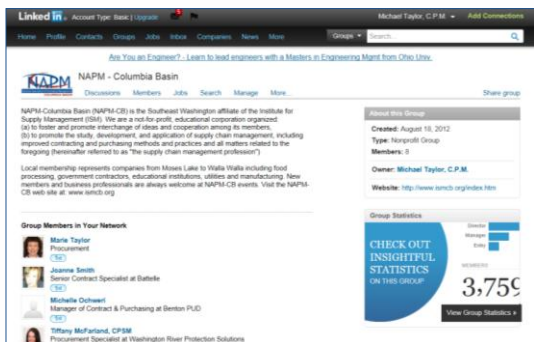 Linked in. Account Type: Basic | Upgrade
Michael Taylor, C.P.M. Add Connections
Home Profile Contacts Groups Jobs Inbox Companies News More
Groups Search...
Are You an Engineer? - Learn to lead engineers with a Masters in Engineering Mgmt from Ohio Univ.
NAPM
NAPM - Columbia Basin
Discussions Members Jobs Search Manage More... Share group
NAPM-Columbia Basin (NAPM-CB) is the Southeast Washington affiliate of the Institute for
Supply Management (ISM). We are a not-for-profit, educational corporation organized:
(a) to foster and promote interchange of ideas and cooperation among its members,
(b) to promote the study, development, and application of supply chain management, including
improved contracting and purchasing methods and practices and all matters related to the
foregoing (hereinafter referred to as "the supply chain management profession")
Local membership represents companies from Moses Lake to Walla Walla including food
processing, government contractors, educational institutions, utilities and manufacturing. New
members and business professionals are always welcome at NAPM-CB events. Visit the NAPM-
CB web site at: www.ismcb.org
Group Members in Your Network
Marie Taylor
Procurement
1st
Joanne Smith
Senior Contract Specialist at Battelle
1st
Michelle Ochweri
Manager of Contract & Purchasing at Benton PUD
1st
Tiffany McFarland, CPSM
Procurement Specialist at Washington River Protection Solutions
About this Group
Created: August 18, 2012
Type: Nonprofit Group
Members: 8
Owner: Michael Taylor, C.P.M.
Website: http://www.ismcb.org/index.htm
Group Statistics
CHECK OUT
INSIGHTFUL
STATISTICS
ON THIS GROUP
Director
Manager
Entry
MEMBERS
3,759
View Group Statistics